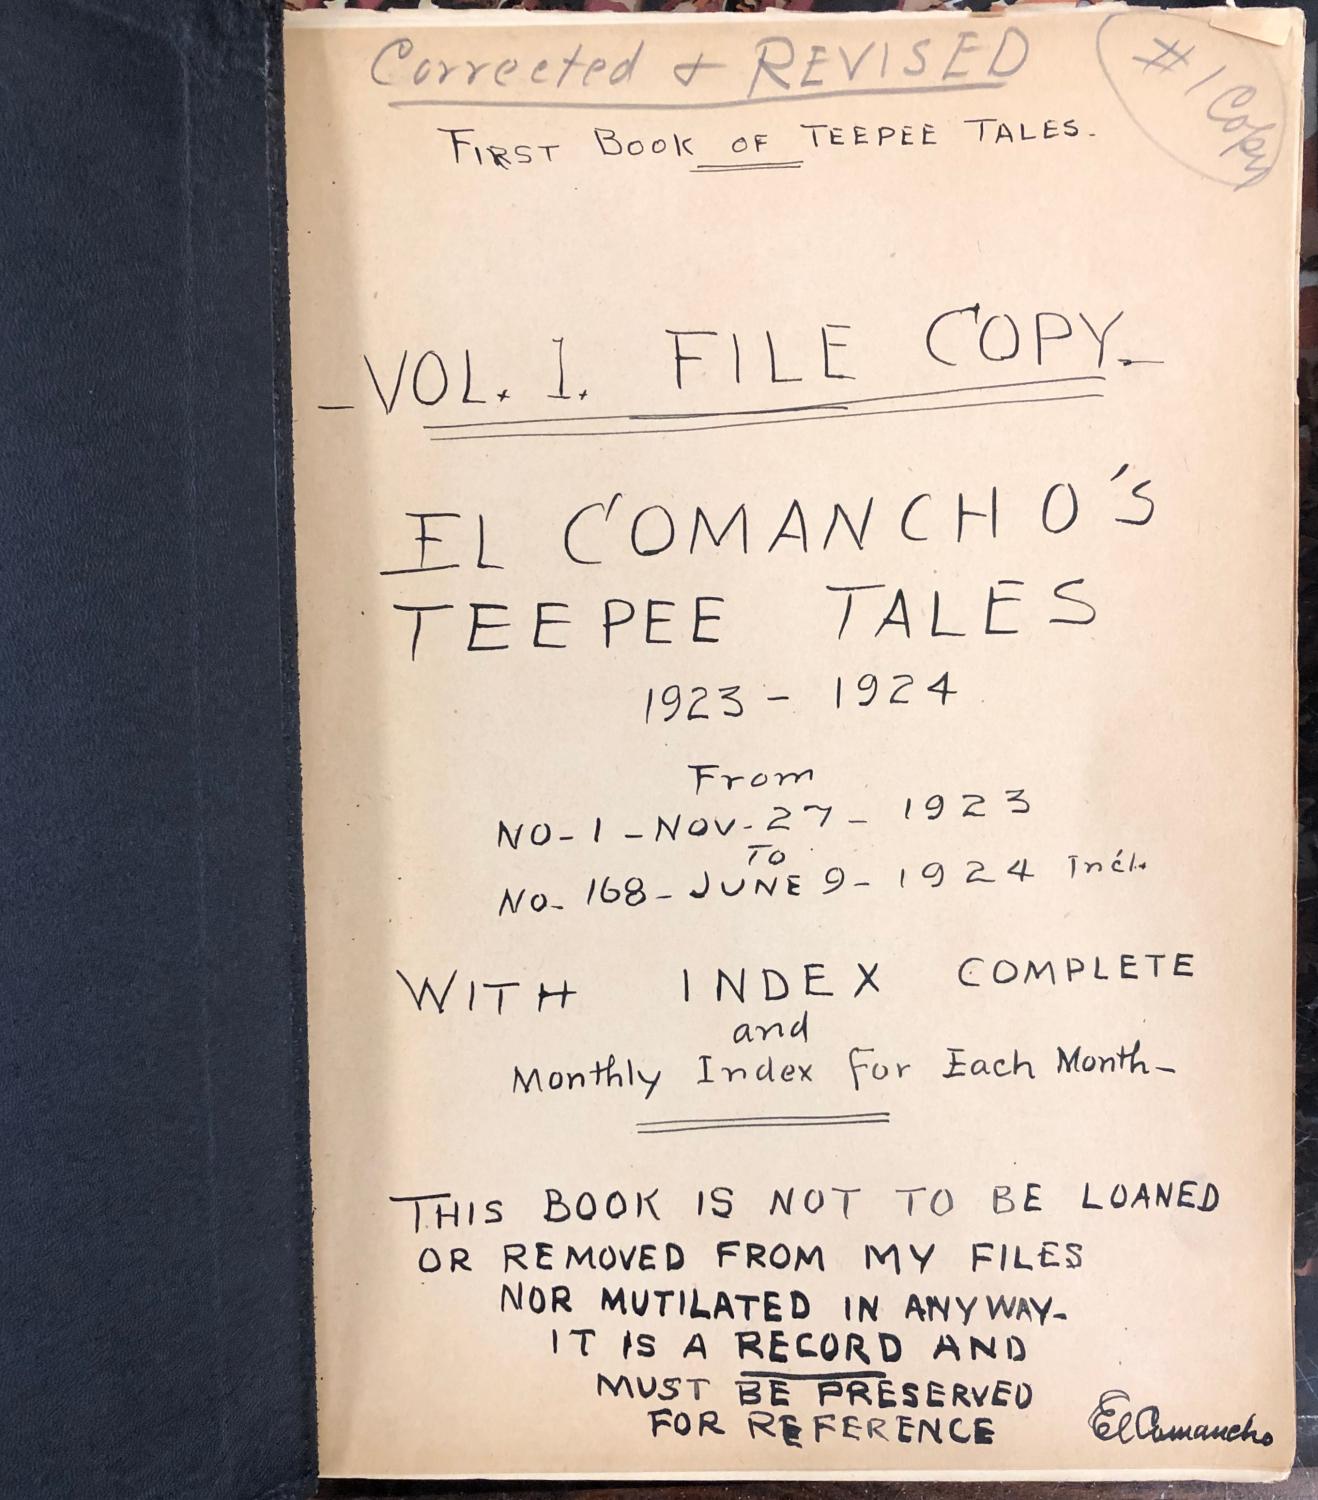 Corrected & REVISED
# 1 Copy
FIRST BOOK OF TEEPEE TALES.
- VOL. 1. FILE COPY. -
EL COMANCHO'S
TEEPEE TALES
1923 - 1924
From
NO- 1 - NOV- 27 - 1923
TO
NO- 168 - JUNE 9 - 1924 Incl.
WITH INDEX COMPLETE
and
Monthly Index for Each Month -
THIS BOOK IS NOT TO BE LOANED
OR REMOVED FROM MY FILES
NOR MUTILATED IN ANY WAY-
IT IS A RECORD AND
MUST BE PRESERVED
FOR REFERENCE
El Comancho